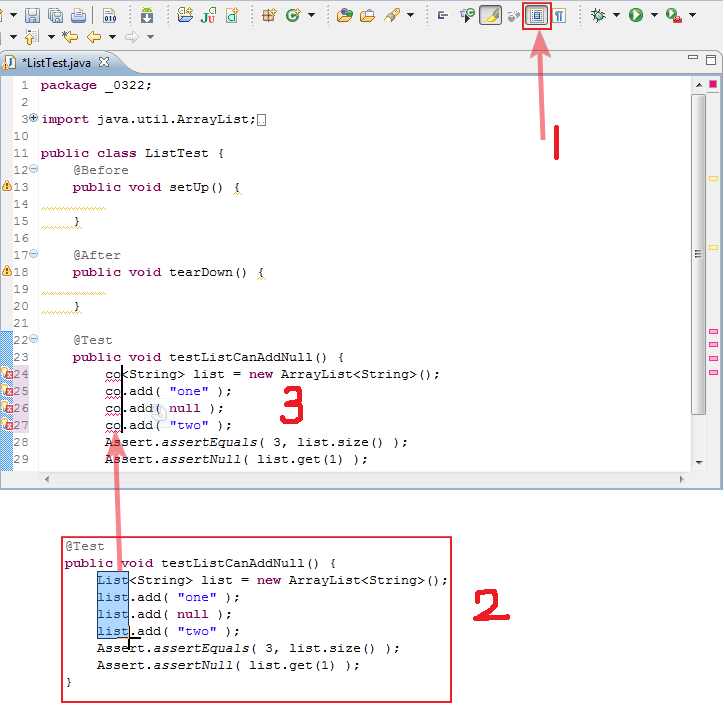 010
Ju
C
C
¶
1
*ListTest.java
1 package _0322;
2
3 import java.util.ArrayList;
10
11 public class ListTest {
12 @Before
13 public void setUp() {
14
15 }
16
17 @After
18 public void tearDown() {
19
20 }
21
22 @Test
23 public void testListCanAddNull() {
24 co<String> list = new ArrayList<String>();
25 co.add( "one" );
26 co.add( null );
27 co.add( "two" );
28 Assert.assertEquals( 3, list.size() );
29 Assert.assertNull( list.get(1) );
3
@Test
public void testListCanAddNull() {
List<String> list = new ArrayList<String>();
list.add( "one" );
list.add( null );
list.add( "two" );
Assert.assertEquals( 3, list.size() );
Assert.assertNull( list.get(1) );
}
2